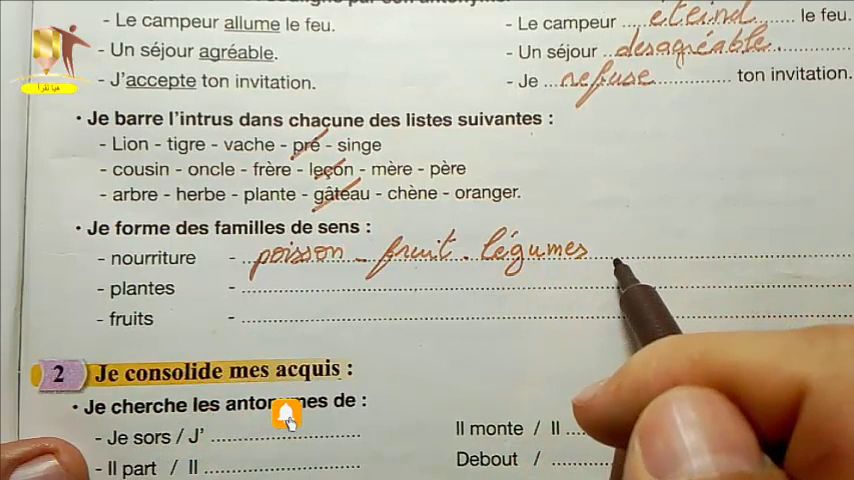 - Le campeur allume le feu. - Le campeur .... éteind ........ le feu.
- Un séjour agréable. - Un séjour .. desagréable ................
- J'accepte ton invitation. - Je ... refuse ............... ton invitation.
هيا نقرأ
• Je barre l'intrus dans chacune des listes suivantes :
- Lion - tigre - vache - pré - singe
- cousin - oncle - frère - leçon - mère - père
- arbre - herbe - plante - gâteau - chène - oranger.
• Je forme des familles de sens :
- nourriture - ... poisson - fruit - légumes ................
- plantes - ................
- fruits - ................
2 Je consolide mes acquis :
• Je cherche les antonymes de :
- Je sors / J' ................ Il monte / Il ....
- Il part / Il ................ Debout / ........